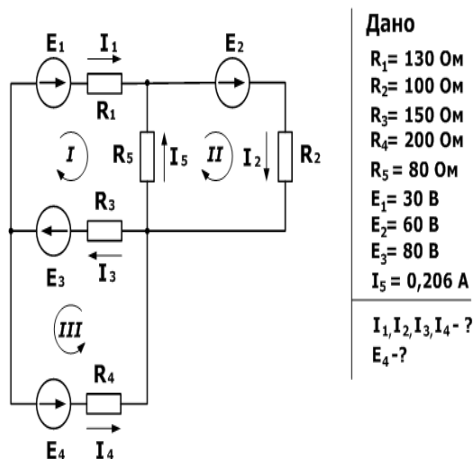 E₁ I₁ E₂
R₁
I R₅ I₅ II I₂ R₂
R₃
E₃ I₃
III
R₄
E₄ I₄
Дано
R₁= 130 Ом
R₂= 100 Ом
R₃= 150 Ом
R₄= 200 Ом
R₅ = 80 Ом
E₁= 30 В
E₂= 60 В
E₃= 80 В
I₅ = 0,206 А
I₁,I₂,I₃,I₄- ?
E₄-?